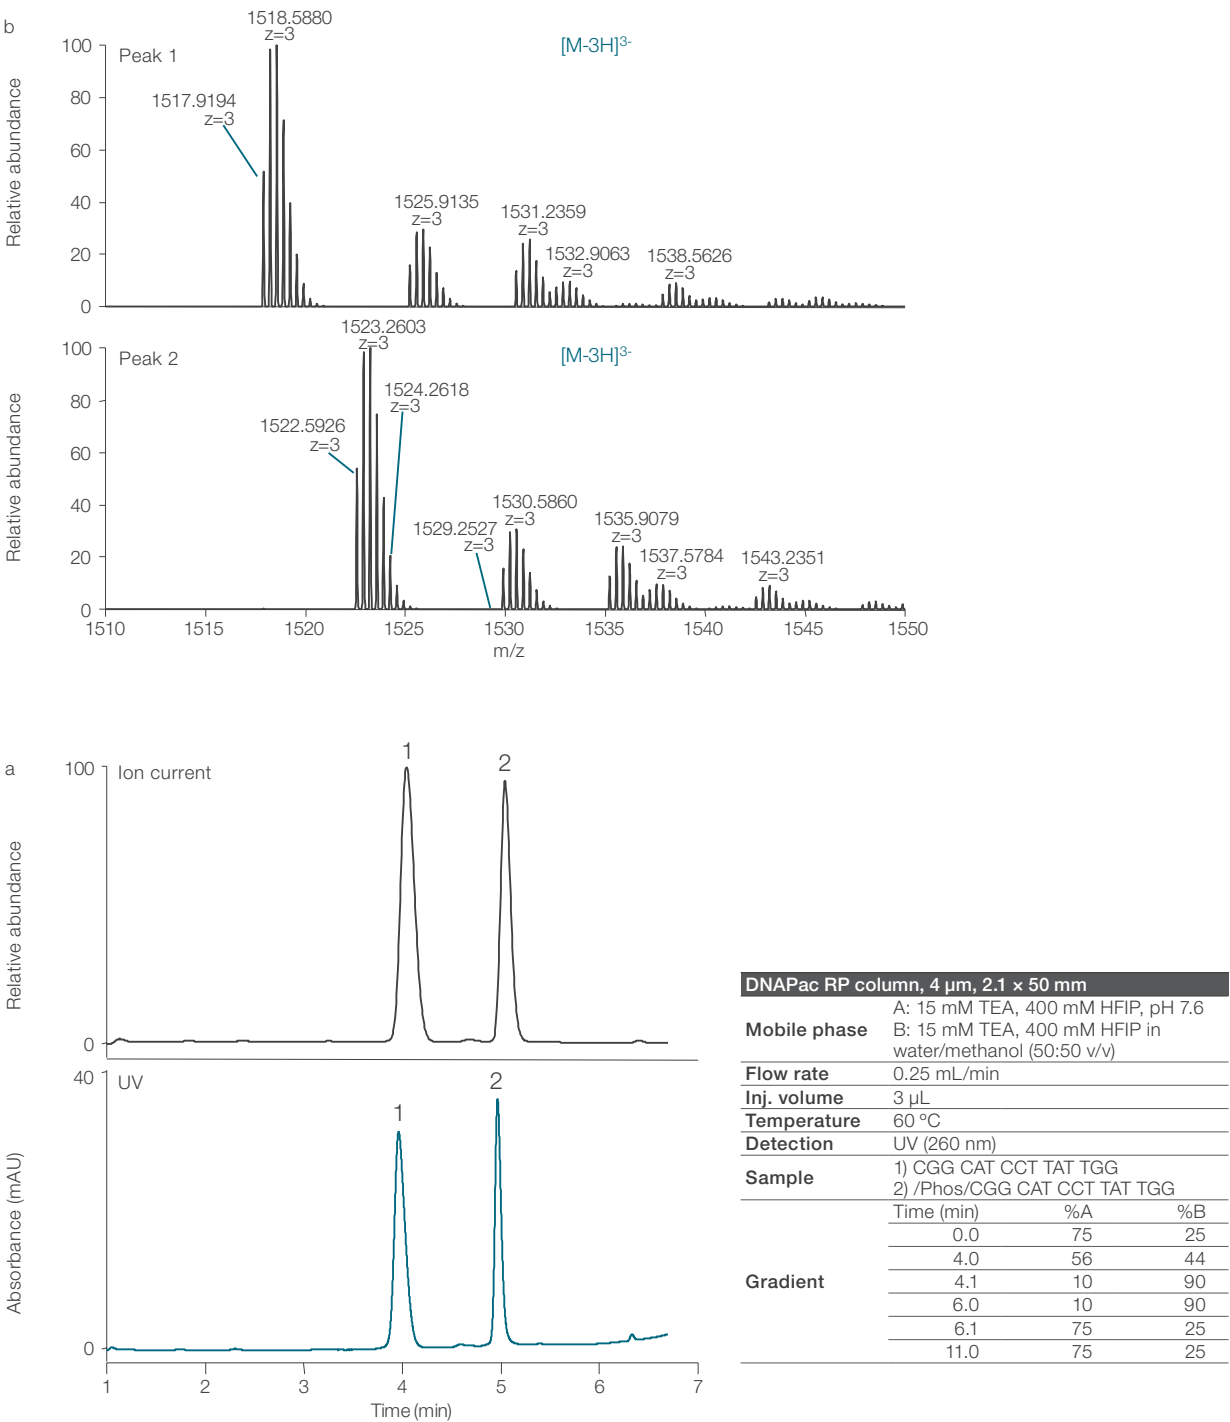 b
Peak 1
[M-3H]3-
1518.5880
z=3
1517.9194
z=3
1525.9135
z=3
1531.2359
z=3
1532.9063
z=3
1538.5626
z=3
Relative abundance
100
80
60
40
20
0
Peak 2
[M-3H]3-
1523.2603
z=3
1524.2618
z=3
1522.5926
z=3
1529.2527
z=3
1530.5860
z=3
1535.9079
z=3
1537.5784
z=3
1543.2351
z=3
Relative abundance
100
80
60
40
20
0
1510 1515 1520 1525 1530 1535 1540 1545 1550
m/z
a
Ion current
1
2
Relative abundance
100
0
UV
1
2
Absorbance (mAU)
40
0
1 2 3 4 5 6 7
Time (min)
DNAPac RP column, 4 µm, 2.1 × 50 mm
Mobile phase
A: 15 mM TEA, 400 mM HFIP, pH 7.6
B: 15 mM TEA, 400 mM HFIP in
water/methanol (50:50 v/v)
Flow rate 0.25 mL/min
Inj. volume 3 µL
Temperature 60 ºC
Detection UV (260 nm)
Sample
1) CGG CAT CCT TAT TGG
2) /Phos/CGG CAT CCT TAT TGG
Gradient
Time (min) %A %B
0.0 75 25
4.0 56 44
4.1 10 90
6.0 10 90
6.1 75 25
11.0 75 25